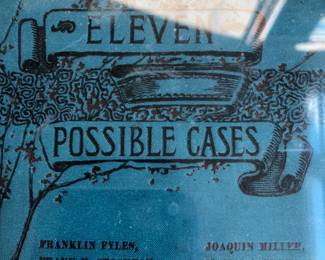 ELEVEN
POSSIBLE CASES
FRANKLIN FYLES, JOAQUIN MILLER,